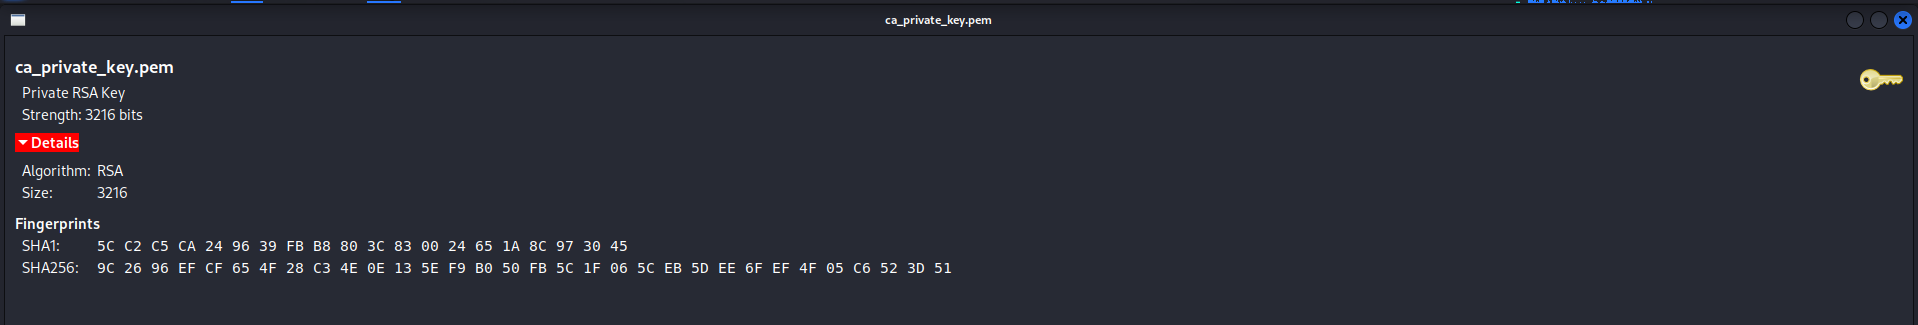 ca_private_key.pem
ca_private_key.pem
Private RSA Key
Strength: 3216 bits
Details
Algorithm: RSA
Size: 3216
Fingerprints
SHA1: 5C C2 C5 CA 24 96 39 FB B8 80 3C 83 00 24 65 1A 8C 97 30 45
SHA256: 9C 26 96 EF CF 65 4F 28 C3 4E 0E 13 5E F9 B0 50 FB 5C 1F 06 5C EB 5D EE 6F EF 4F 05 C6 52 3D 51